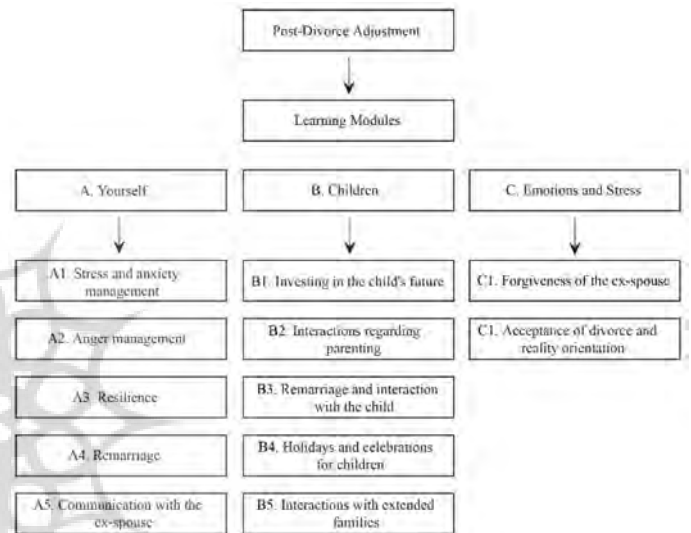 Post-Divorce Adjustment
Learning Modules
A. Yourself
B. Children
C. Emotions and Stress
A1. Stress and anxiety
management
B1. Investing in the child's future
C1. Forgiveness of the ex-spouse
A2. Anger management
B2. Interactions regarding
parenting
C1. Acceptance of divorce and
reality orientation
A3. Resilience
B3. Remarriage and interaction
with the child
A4. Remarriage
B4. Holidays and celebrations
for children
A5. Communication with the
ex-spouse
B5. Interactions with extended
families